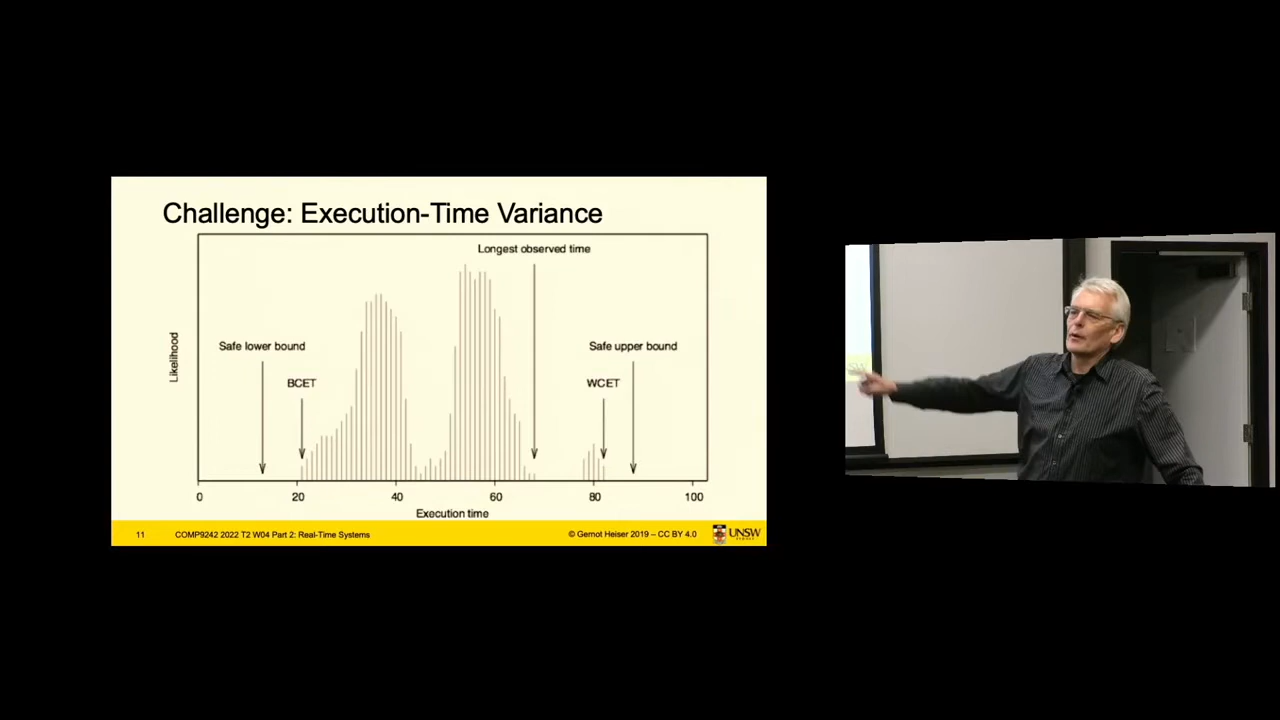 Challenge: Execution-Time Variance
Longest observed time
Safe lower bound
Safe upper bound
BCET
WCET
Likelihood
0 20 40 60 80 100
Execution time
11 COMP9242 2022 T2 W04 Part 2: Real-Time Systems © Gernot Heiser 2019 – CC BY 4.0 UNSW